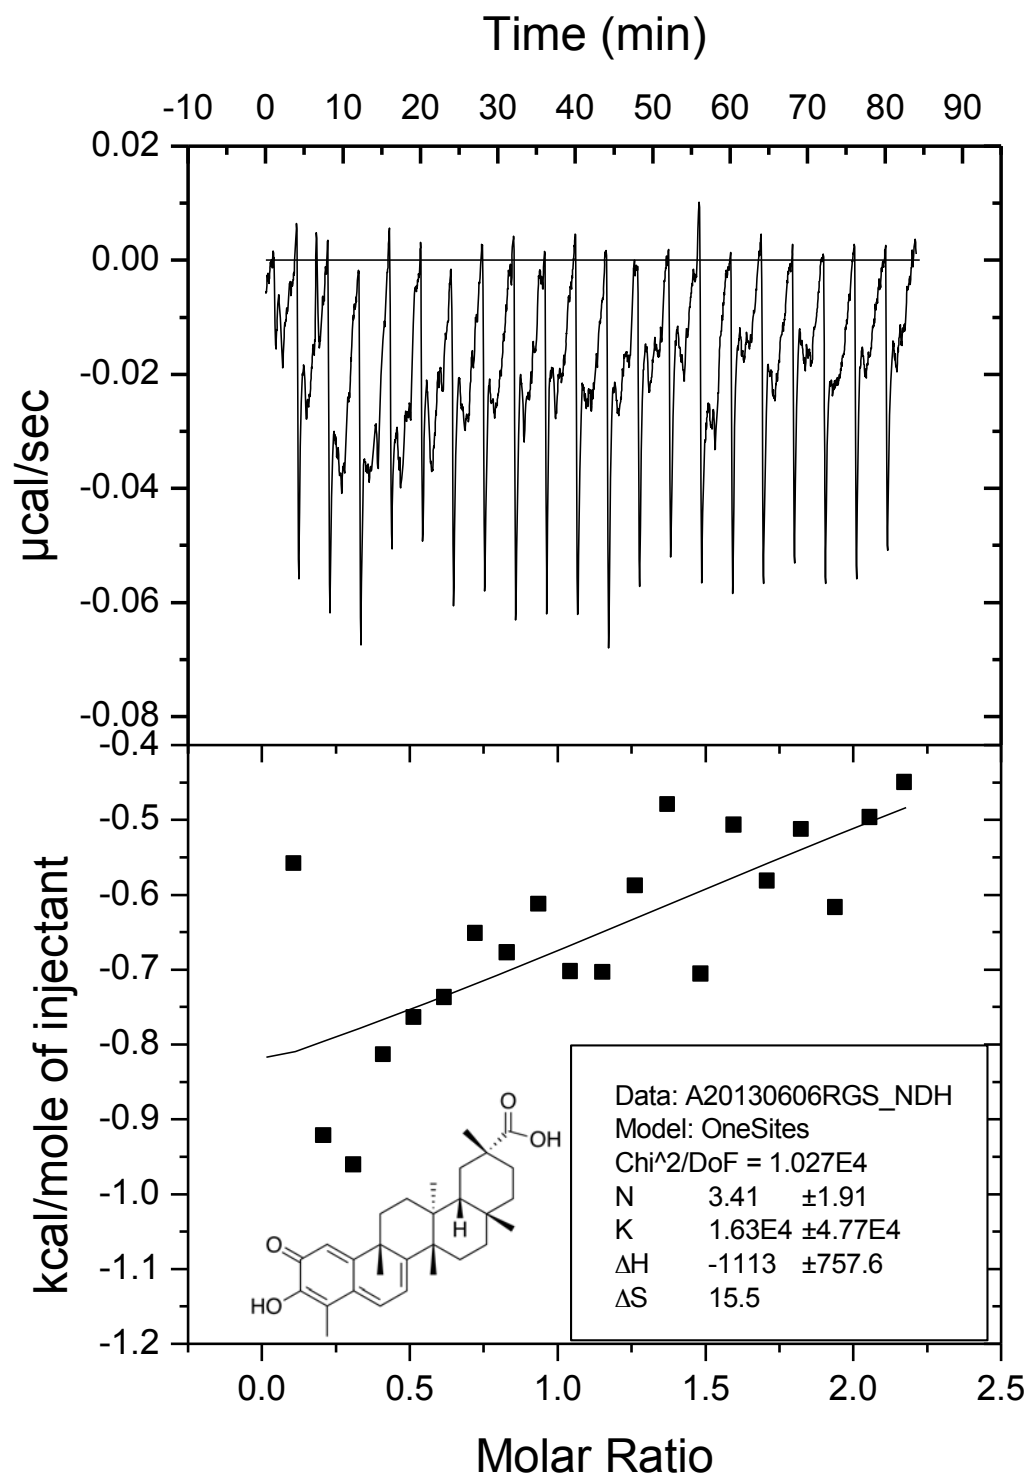 Time (min)
-10 0 10 20 30 40 50 60 70 80 90
0.02
0.00
-0.02
-0.04
-0.06
-0.08
µcal/sec
-0.4
-0.5
-0.6
-0.7
-0.8
-0.9
-1.0
-1.1
-1.2
kcal/mole of injectant
O
OH
H
O
HO
Data: A20130606RGS_NDH
Model: OneSites
Chi^2/DoF = 1.027E4
N 3.41 ±1.91
K 1.63E4 ±4.77E4
ΔH -1113 ±757.6
ΔS 15.5
0.0 0.5 1.0 1.5 2.0 2.5
Molar Ratio